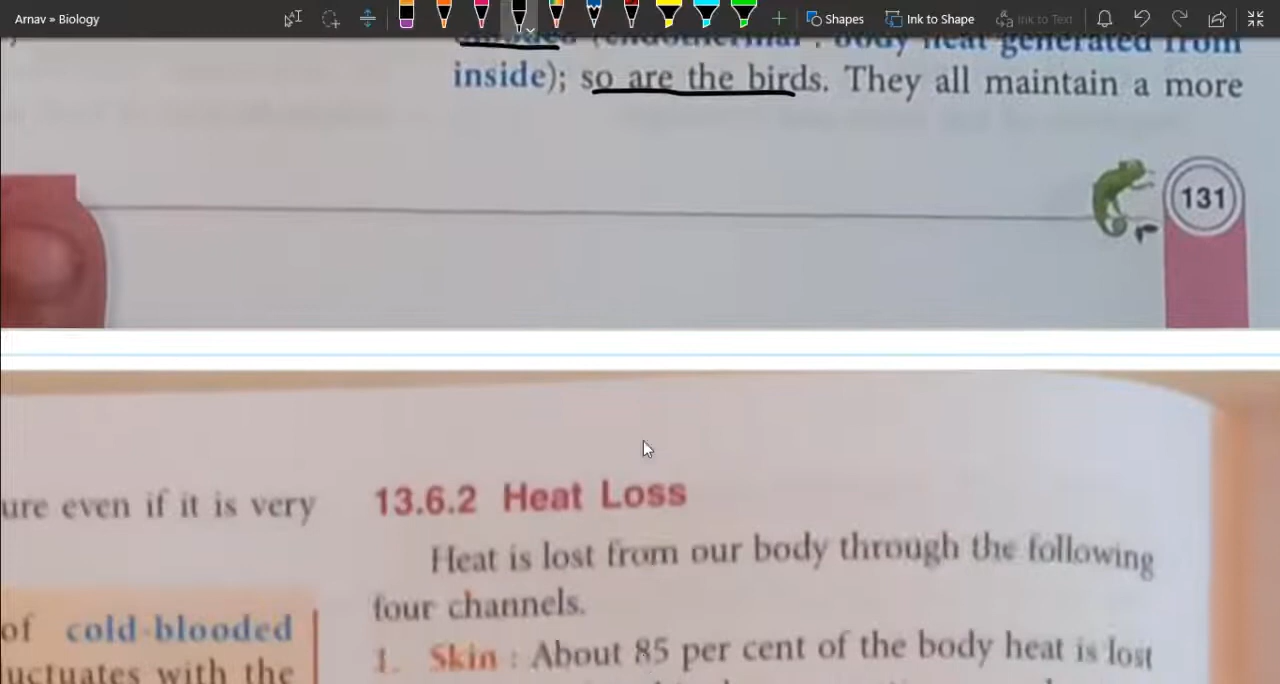 Arnav » Biology
Shapes
Ink to Shape
Ink to Text
(endothermal : body heat generated from
inside); so are the birds. They all maintain a more
131
ure even if it is very
of cold-blooded
uctuates with the
13.6.2 Heat Loss
Heat is lost from our body through the following
four channels.
1. Skin : About 85 per cent of the body heat is lost